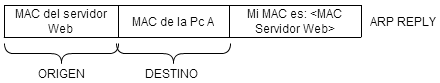 MAC del servidor
Web
MAC de la Pc A
Mi MAC es: <MAC
Servidor Web>
ARP REPLY
ORIGEN
DESTINO